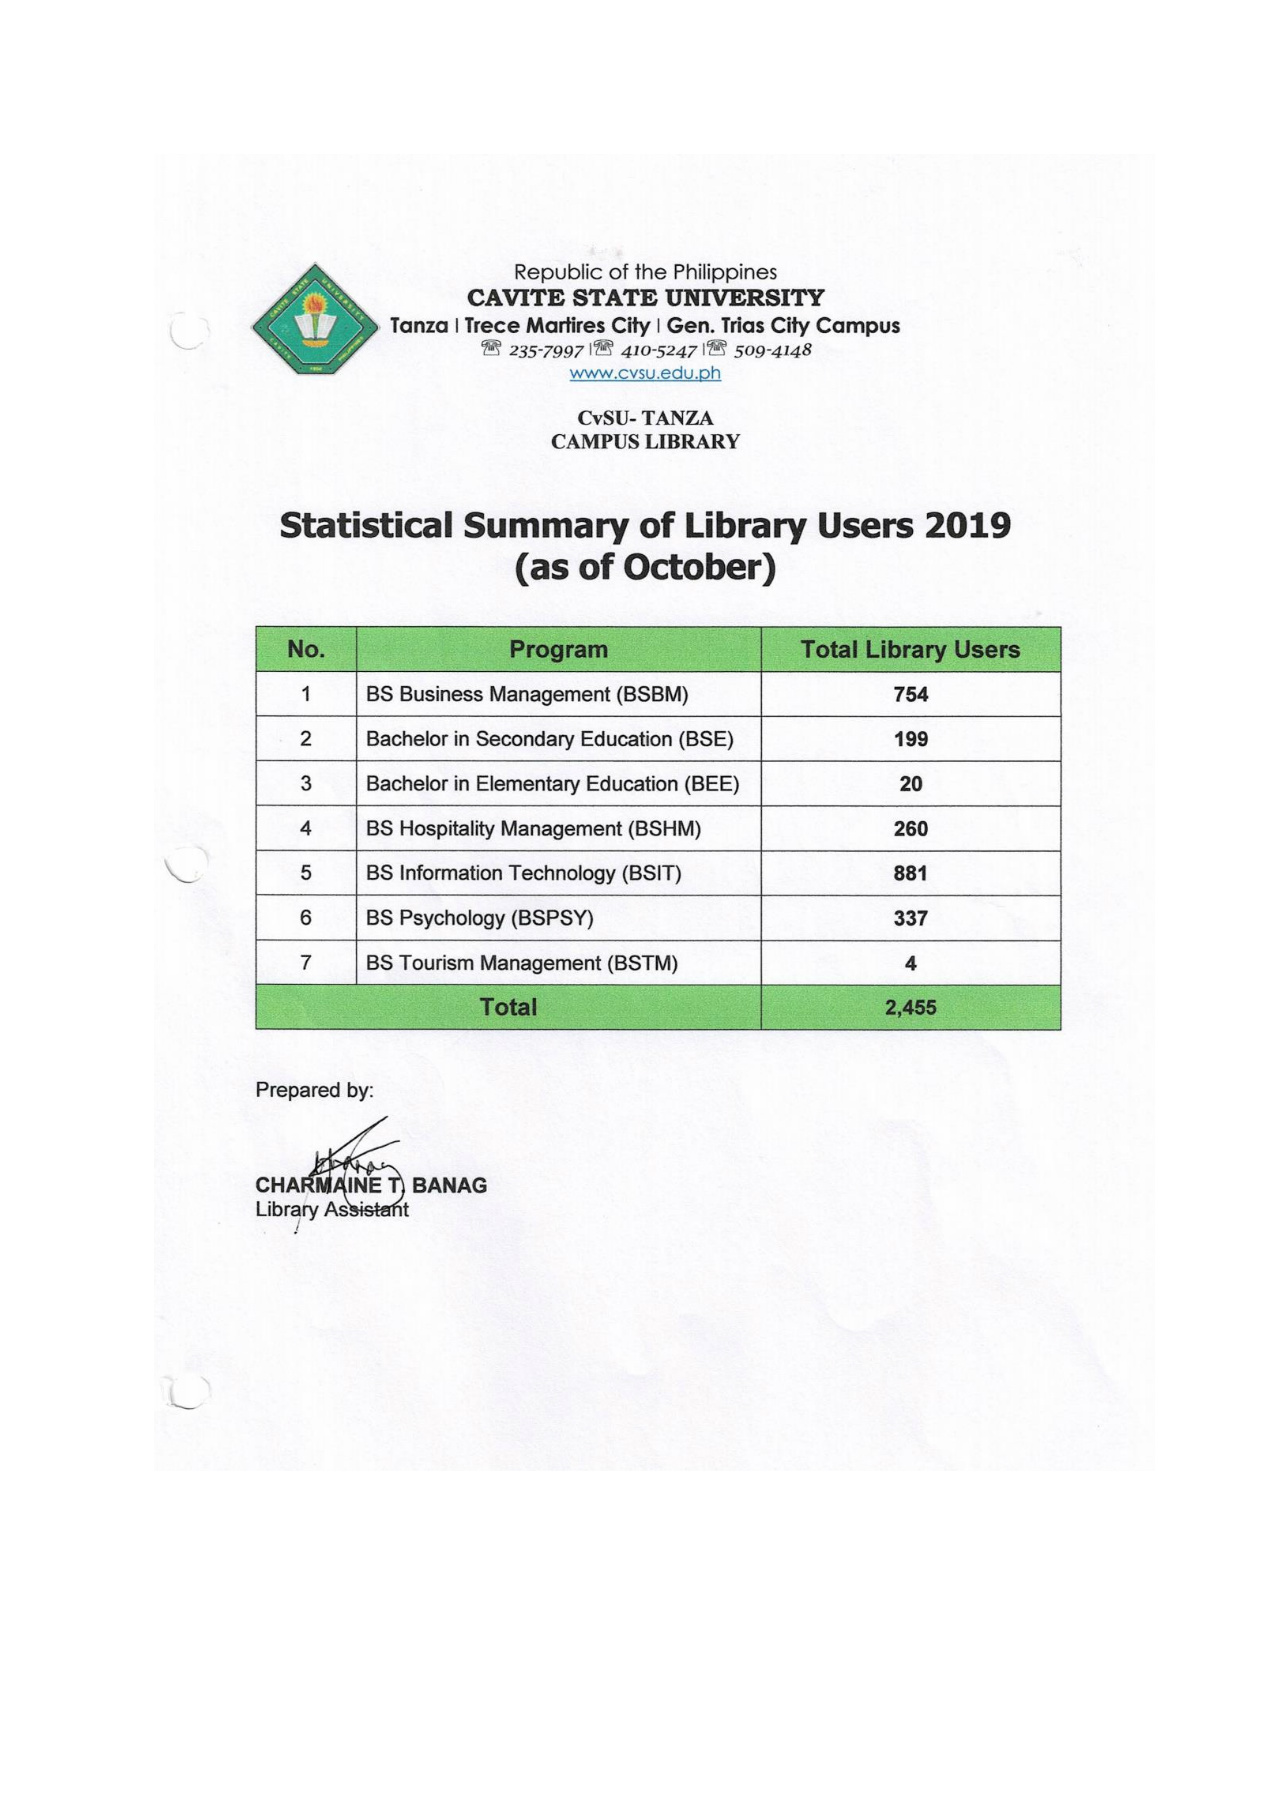 Republic of the Philippines
CAVITE STATE UNIVERSITY
Tanza | Trece Martires City | Gen. Trias City Campus
☏ 235-7997 |☏ 410-5247 |☏ 509-4148
www.cvsu.edu.ph
CvSU- TANZA
CAMPUS LIBRARY
Statistical Summary of Library Users 2019
(as of October)
No. Program Total Library Users
1 BS Business Management (BSBM) 754
2 Bachelor in Secondary Education (BSE) 199
3 Bachelor in Elementary Education (BEE) 20
4 BS Hospitality Management (BSHM) 260
5 BS Information Technology (BSIT) 881
6 BS Psychology (BSPSY) 337
7 BS Tourism Management (BSTM) 4
Total 2,455
Prepared by:
CHARMAINE T. BANAG
Library Assistant